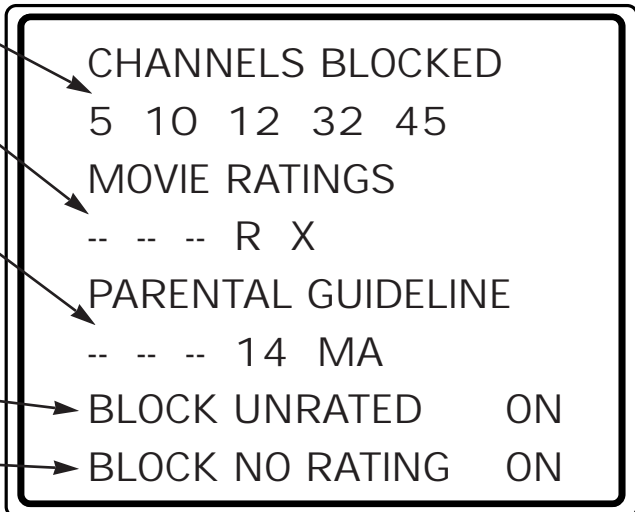 CHANNELS BLOCKED
5 10 12 32 45
MOVIE RATINGS
-- -- -- R X
PARENTAL GUIDELINE
-- -- -- 14 MA
BLOCK UNRATED ON
BLOCK NO RATING ON